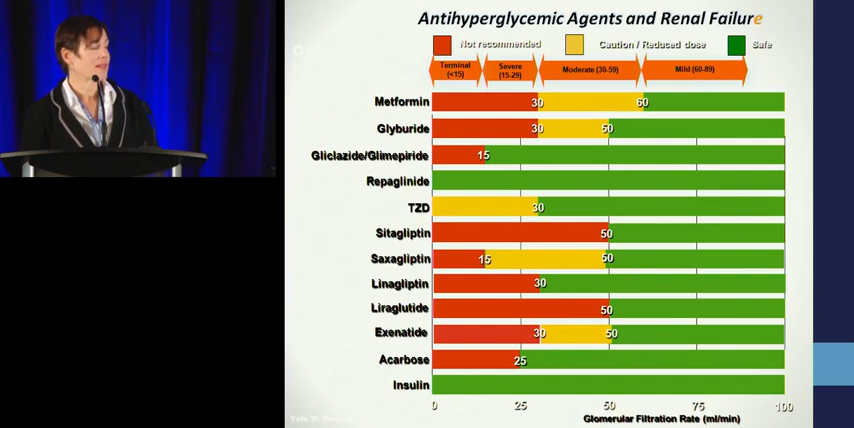 Antihyperglycemic Agents and Renal Failure
Not recommended
Caution / Reduced dose
Safe
Terminal (<15)
Severe (15-29)
Moderate (30-59)
Mild (60-89)
Metformin 30 60
Glyburide 30 50
Gliclazide/Glimepiride 15
Repaglinide
TZD 30
Sitagliptin 50
Saxagliptin 15 50
Linagliptin 30
Liraglutide 50
Exenatide 30 50
Acarbose 25
Insulin
0 25 50 75 100
Glomerular Filtration Rate (ml/min)